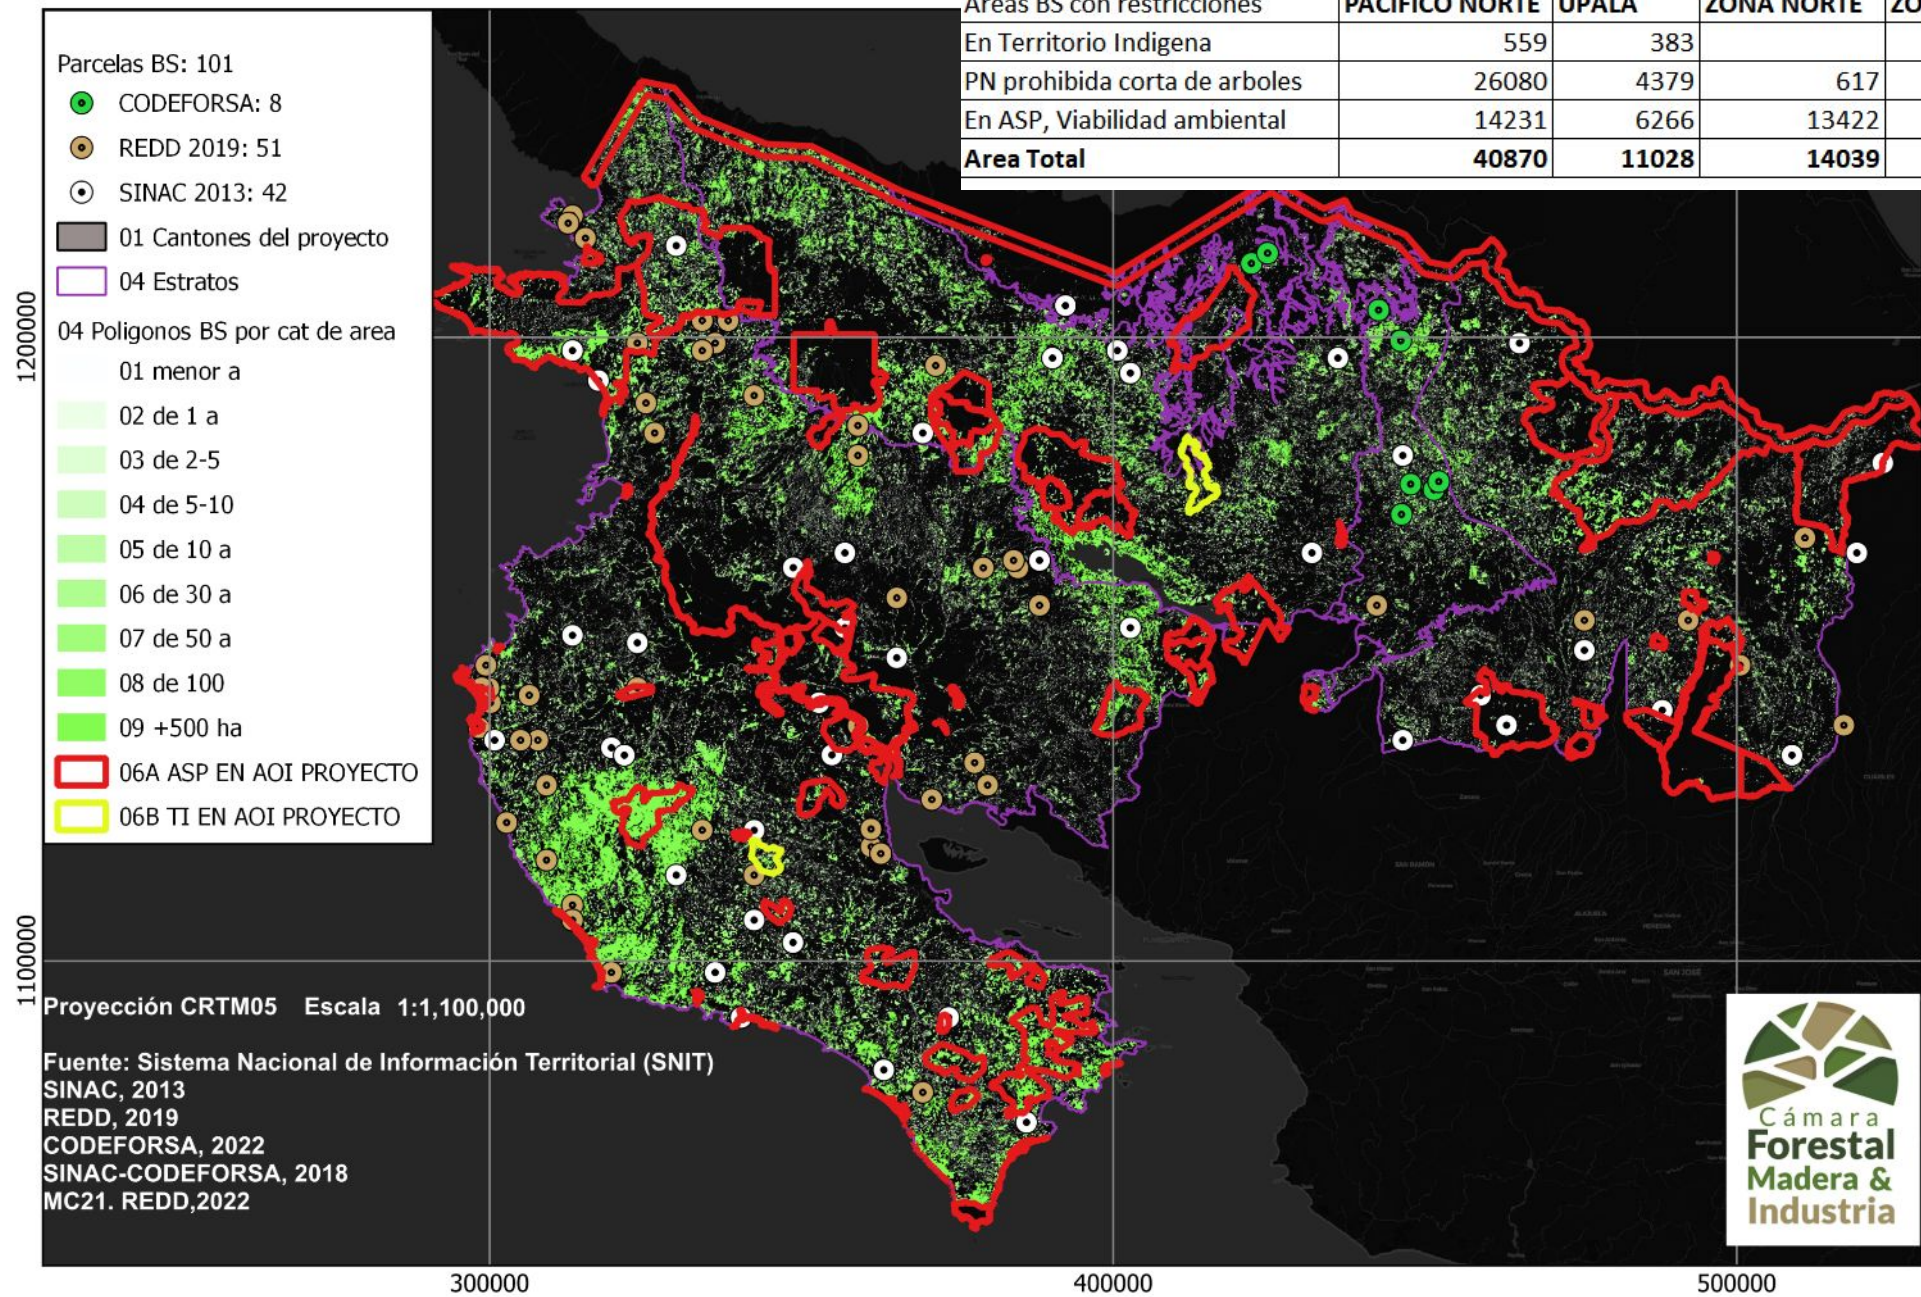 Areas BS con restricciones PACIFICO NORTE UPALA ZONA NORTE ZO
En Territorio Indigena 559 383
PN prohibida corta de arboles 26080 4379 617
En ASP, Viabilidad ambiental 14231 6266 13422
Area Total 40870 11028 14039
Parcelas BS: 101
CODEFORSA: 8
REDD 2019: 51
SINAC 2013: 42
01 Cantones del proyecto
04 Estratos
04 Poligonos BS por cat de area
01 menor a
02 de 1 a
03 de 2-5
04 de 5-10
05 de 10 a
06 de 30 a
07 de 50 a
08 de 100
09 +500 ha
06A ASP EN AOI PROYECTO
06B TI EN AOI PROYECTO
1200000
1100000
Proyección CRTM05 Escala 1:1,100,000
Fuente: Sistema Nacional de Información Territorial (SNIT)
SINAC, 2013
REDD, 2019
CODEFORSA, 2022
SINAC-CODEFORSA, 2018
MC21. REDD,2022
300000 400000 500000
Cámara
Forestal
Madera &
Industria